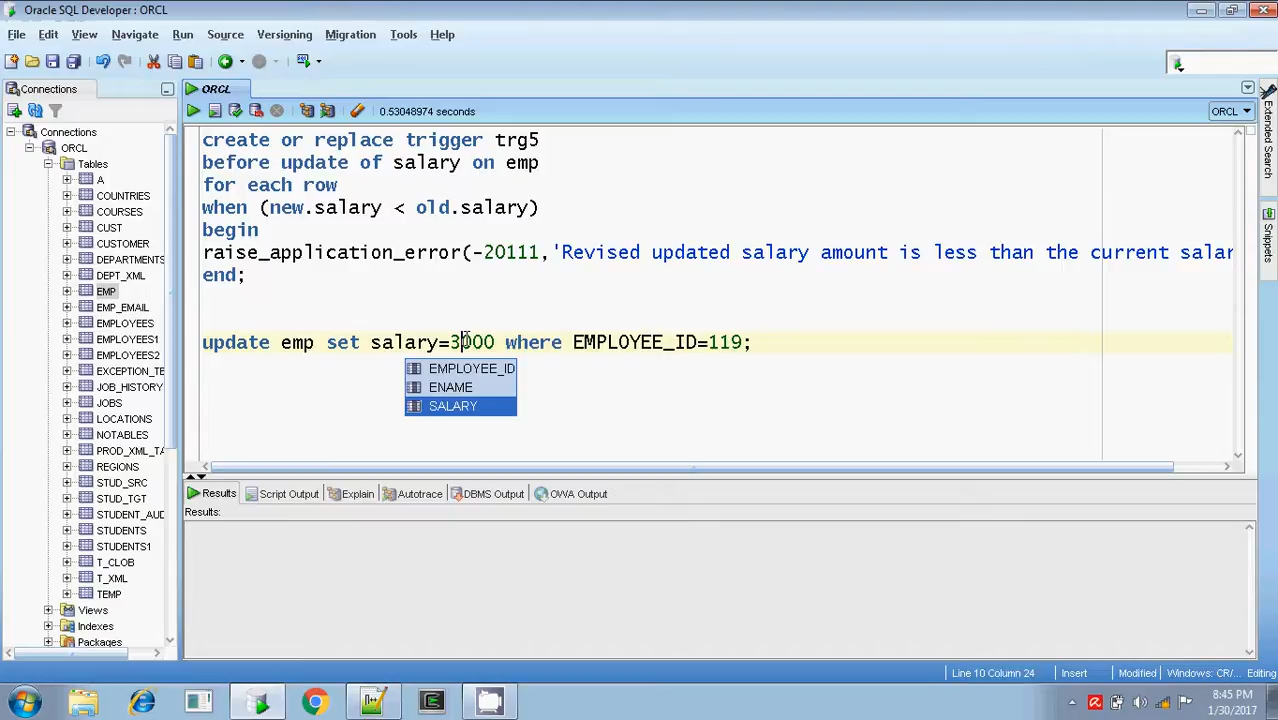 Oracle SQL Developer : ORCL
File Edit View Navigate Run Source Versioning Migration Tools Help
Connections
ORCL
0.53048974 seconds
ORCL
Connections
ORCL
Tables
A
COUNTRIES
COURSES
CUST
CUSTOMER
DEPARTMENTS
DEPT_XML
EMP
EMP_EMAIL
EMPLOYEES
EMPLOYEES1
EMPLOYEES2
EXCEPTION_TE
JOB_HISTORY
JOBS
LOCATIONS
NOTABLES
PROD_XML_TA
REGIONS
STUD_SRC
STUD_TGT
STUDENT_AUD
STUDENTS
STUDENTS1
T_CLOB
T_XML
TEMP
Views
Indexes
Packages
create or replace trigger trg5
before update of salary on emp
for each row
when (new.salary < old.salary)
begin
raise_application_error(-20111,'Revised updated salary amount is less than the current salar
end;
update emp set salary=3000 where EMPLOYEE_ID=119;
EMPLOYEE_ID
ENAME
SALARY
Results Script Output Explain Autotrace DBMS Output OWA Output
Results:
Extended Search
Snippets
Line 10 Column 24 Insert Modified Windows: CR/... Editing
8:45 PM
1/30/2017